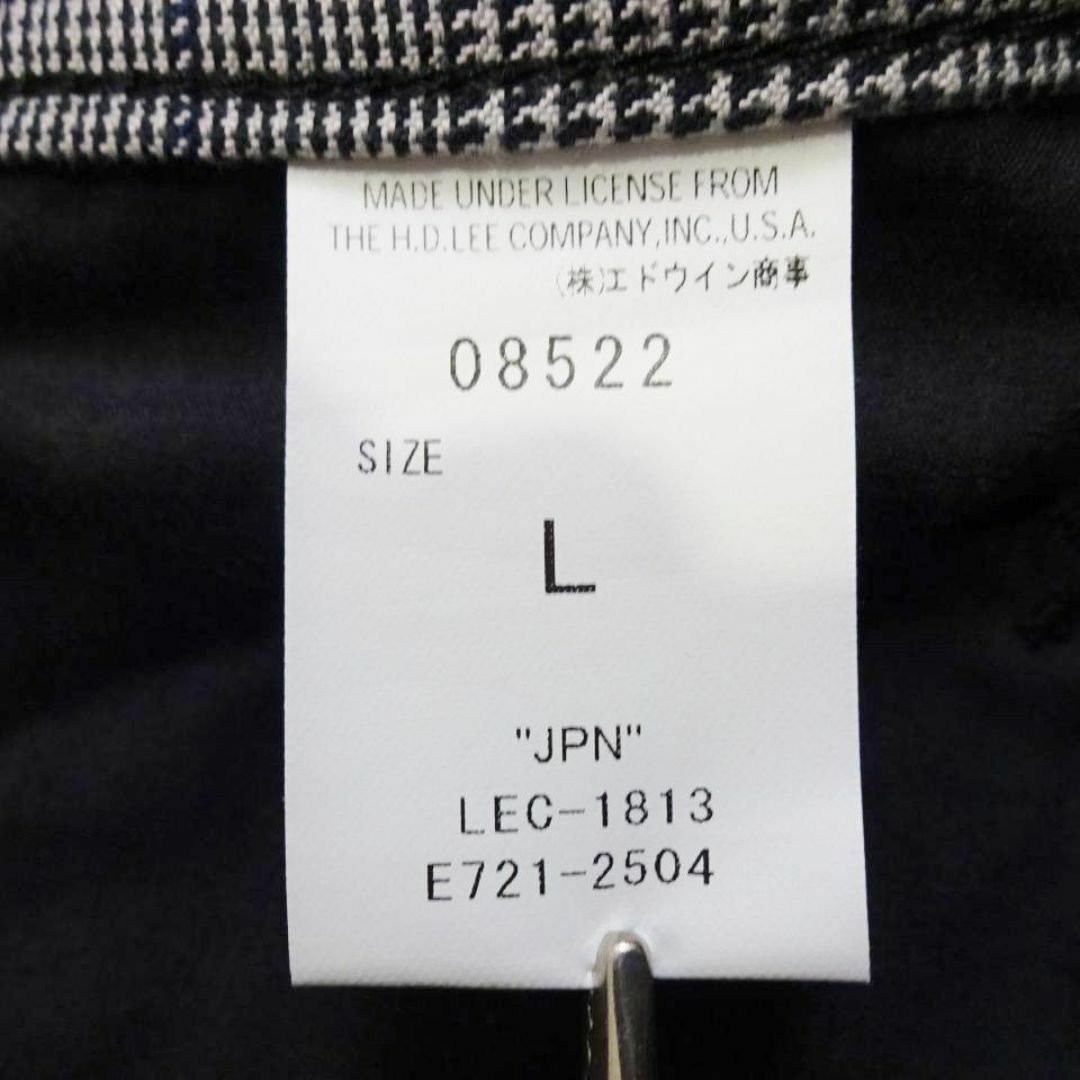 MADE UNDER LICENSE FROM
THE H.D.LEE COMPANY,INC.,U.S.A.
(株)エドウイン商事
08522
SIZE
L
"JPN"
LEC-1813
E721-2504